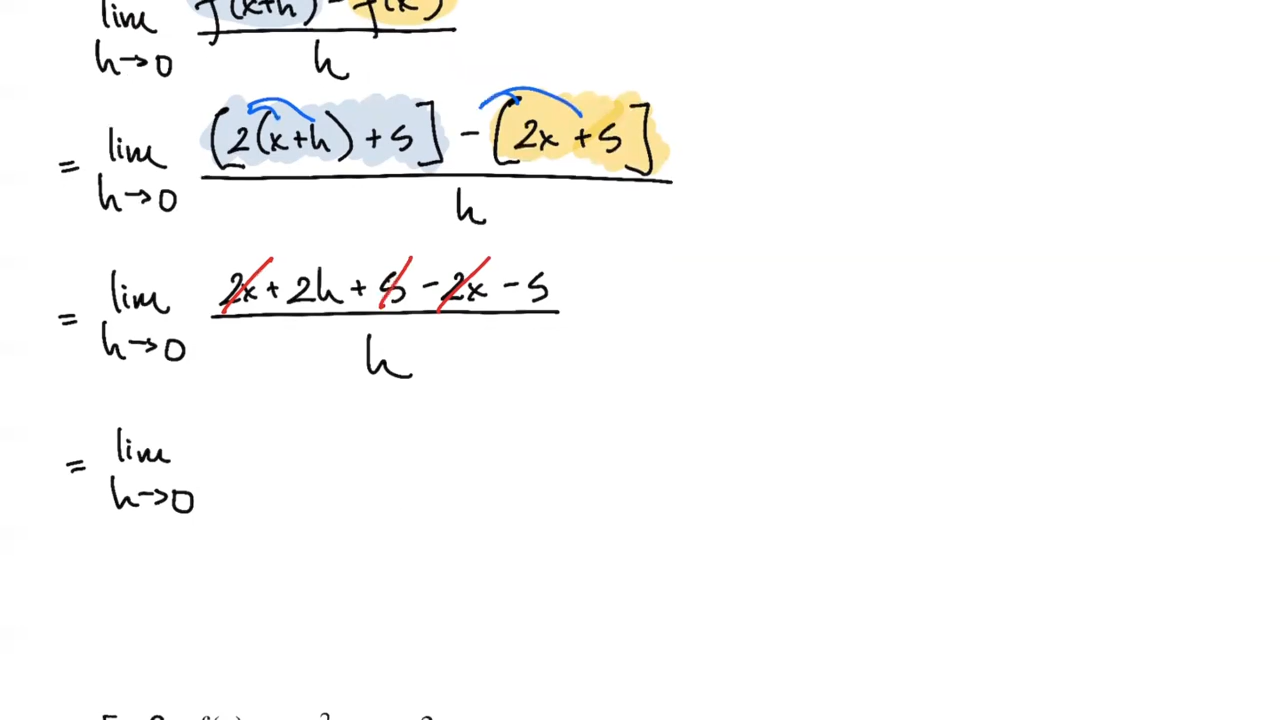 lim f(x+h) - f(x)
h→0 h
= lim [2(x+h)+5] - [2x+5]
h→0 h
= lim 2x + 2h + 5 - 2x - 5
h→0 h
= lim
h→0